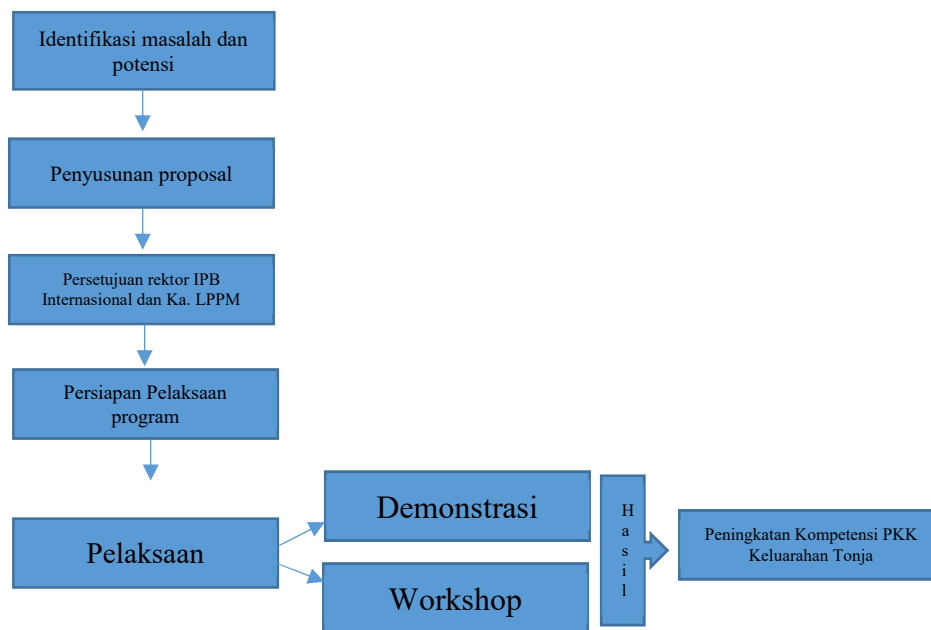 Identifikasi masalah dan
potensi
Penyusunan proposal
Persetujuan rektor IPB
Internasional dan Ka. LPPM
Persiapan Pelaksaan
program
Pelaksaan
Demonstrasi
Workshop
H
a
s
i
l
Peningkatan Kompetensi PKK
Keluarahan Tonja